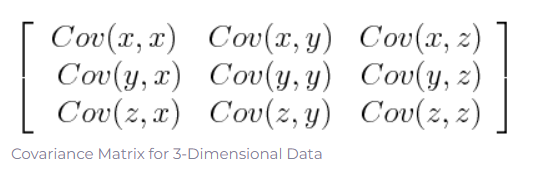 Cov(x, x) Cov(x, y) Cov(x, z)
Cov(y, x) Cov(y, y) Cov(y, z)
Cov(z, x) Cov(z, y) Cov(z, z)
Covariance Matrix for 3-Dimensional Data